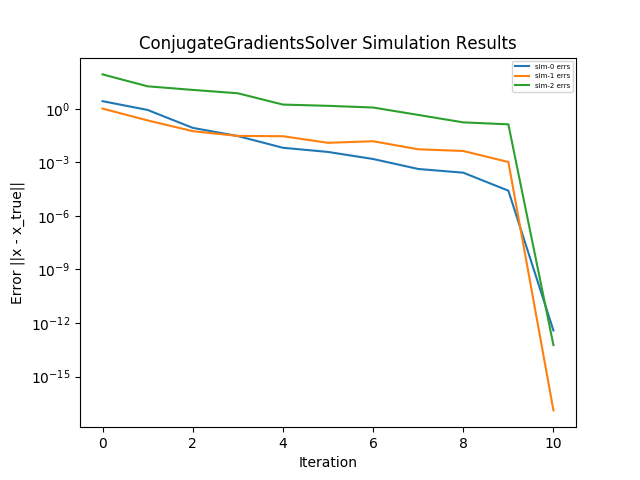 ConjugateGradientsSolver Simulation Results
sim-0 errs
sim-1 errs
sim-2 errs
10^0
10^−3
10^−6
10^−9
10^−12
10^−15
Error ||x - x_true||
0 2 4 6 8 10
Iteration